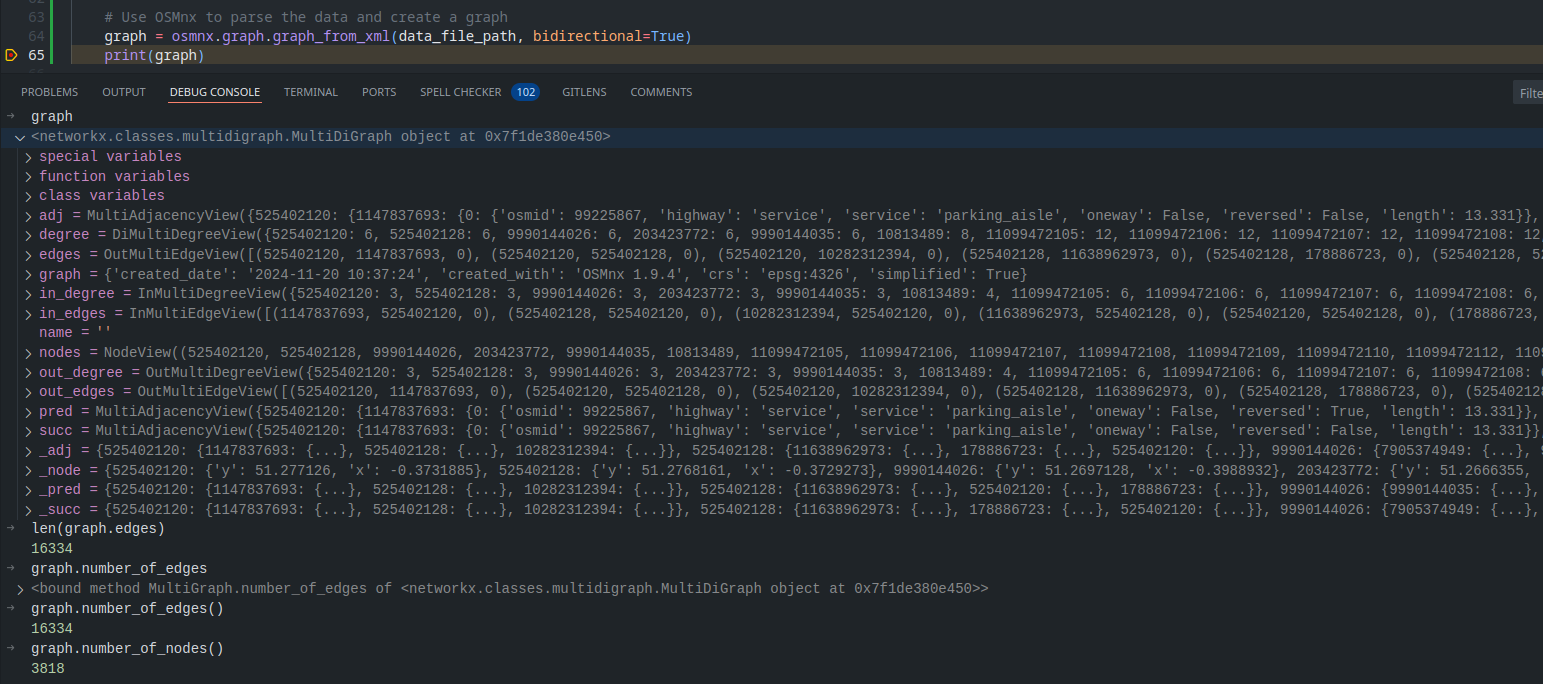 63 # Use OSMnx to parse the data and create a graph
64 graph = osmnx.graph.graph_from_xml(data_file_path, bidirectional=True)
65 print(graph)
PROBLEMS OUTPUT DEBUG CONSOLE TERMINAL PORTS SPELL CHECKER 102 GITLENS COMMENTS Filte
→ graph
<networkx.classes.multidigraph.MultiDiGraph object at 0x7f1de380e450>
> special variables
> function variables
> class variables
> adj = MultiAdjacencyView({525402120: {1147837693: {0: {'osmid': 99225867, 'highway': 'service', 'service': 'parking_aisle', 'oneway': False, 'reversed': False, 'length': 13.331}},
> degree = DiMultiDegreeView({525402120: 6, 525402128: 6, 9990144026: 6, 203423772: 6, 9990144035: 6, 10813489: 8, 11099472105: 12, 11099472106: 12, 11099472107: 12, 11099472108: 12
> edges = OutMultiEdgeView([(525402120, 1147837693, 0), (525402120, 525402128, 0), (525402120, 10282312394, 0), (525402128, 11638962973, 0), (525402128, 178886723, 0), (525402128, 52
> graph = {'created_date': '2024-11-20 10:37:24', 'created_with': 'OSMnx 1.9.4', 'crs': 'epsg:4326', 'simplified': True}
> in_degree = InMultiDegreeView({525402120: 3, 525402128: 3, 9990144026: 3, 203423772: 3, 9990144035: 3, 10813489: 4, 11099472105: 6, 11099472106: 6, 11099472107: 6, 11099472108: 6,
> in_edges = InMultiEdgeView([(1147837693, 525402120, 0), (525402128, 525402120, 0), (10282312394, 525402120, 0), (11638962973, 525402128, 0), (525402120, 525402128, 0), (178886723,
name = ''
> nodes = NodeView((525402120, 525402128, 9990144026, 203423772, 9990144035, 10813489, 11099472105, 11099472106, 11099472107, 11099472108, 11099472109, 11099472110, 11099472112, 1109
> out_degree = OutMultiDegreeView({525402120: 3, 525402128: 3, 9990144026: 3, 203423772: 3, 9990144035: 3, 10813489: 4, 11099472105: 6, 11099472106: 6, 11099472107: 6, 11099472108: 6
> out_edges = OutMultiEdgeView([(525402120, 1147837693, 0), (525402120, 525402128, 0), (525402120, 10282312394, 0), (525402128, 11638962973, 0), (525402128, 178886723, 0), (525402128
> pred = MultiAdjacencyView({525402120: {1147837693: {0: {'osmid': 99225867, 'highway': 'service', 'service': 'parking_aisle', 'oneway': False, 'reversed': True, 'length': 13.331}},
> succ = MultiAdjacencyView({525402120: {1147837693: {0: {'osmid': 99225867, 'highway': 'service', 'service': 'parking_aisle', 'oneway': False, 'reversed': False, 'length': 13.331}}
> _adj = {525402120: {1147837693: {...}, 525402128: {...}, 10282312394: {...}}, 525402128: {11638962973: {...}, 178886723: {...}, 525402120: {...}}, 9990144026: {7905374949: {...}, 9
> _node = {525402120: {'y': 51.277126, 'x': -0.3731885}, 525402128: {'y': 51.2768161, 'x': -0.3729273}, 9990144026: {'y': 51.2697128, 'x': -0.3988932}, 203423772: {'y': 51.2666355,
> _pred = {525402120: {1147837693: {...}, 525402128: {...}, 10282312394: {...}}, 525402128: {11638962973: {...}, 525402120: {...}, 178886723: {...}}, 9990144026: {9990144035: {...},
> _succ = {525402120: {1147837693: {...}, 525402128: {...}, 10282312394: {...}}, 525402128: {11638962973: {...}, 178886723: {...}, 525402120: {...}}, 9990144026: {7905374949: {...},
→ len(graph.edges)
16334
→ graph.number_of_edges
> <bound method MultiGraph.number_of_edges of <networkx.classes.multidigraph.MultiDiGraph object at 0x7f1de380e450>>
→ graph.number_of_edges()
16334
→ graph.number_of_nodes()
3818